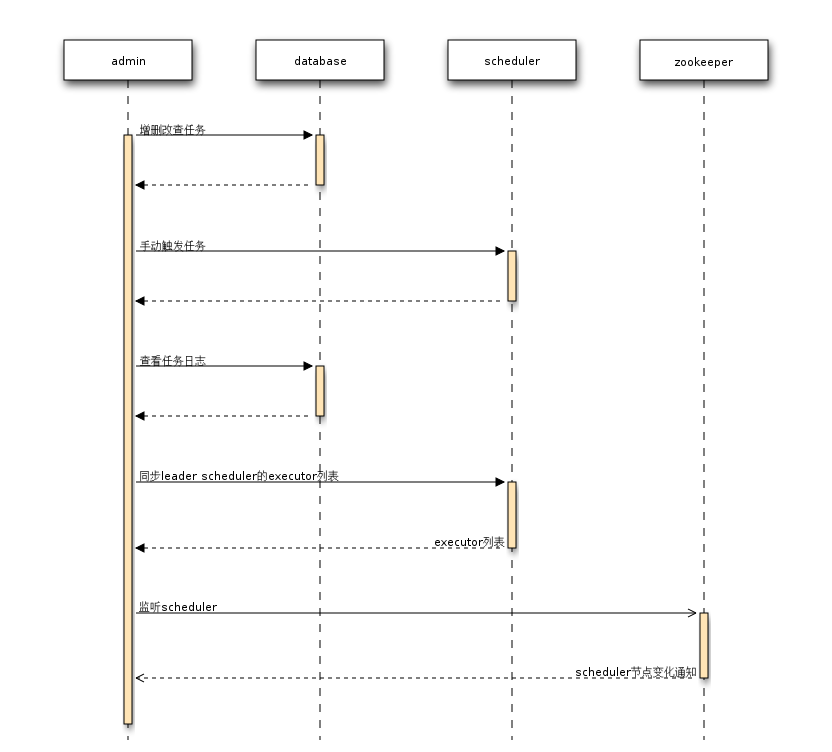 admin
database
scheduler
zookeeper
增删改查任务
手动触发任务
查看任务日志
同步leader scheduler的executor列表
executor列表
监听scheduler
scheduler节点变化通知